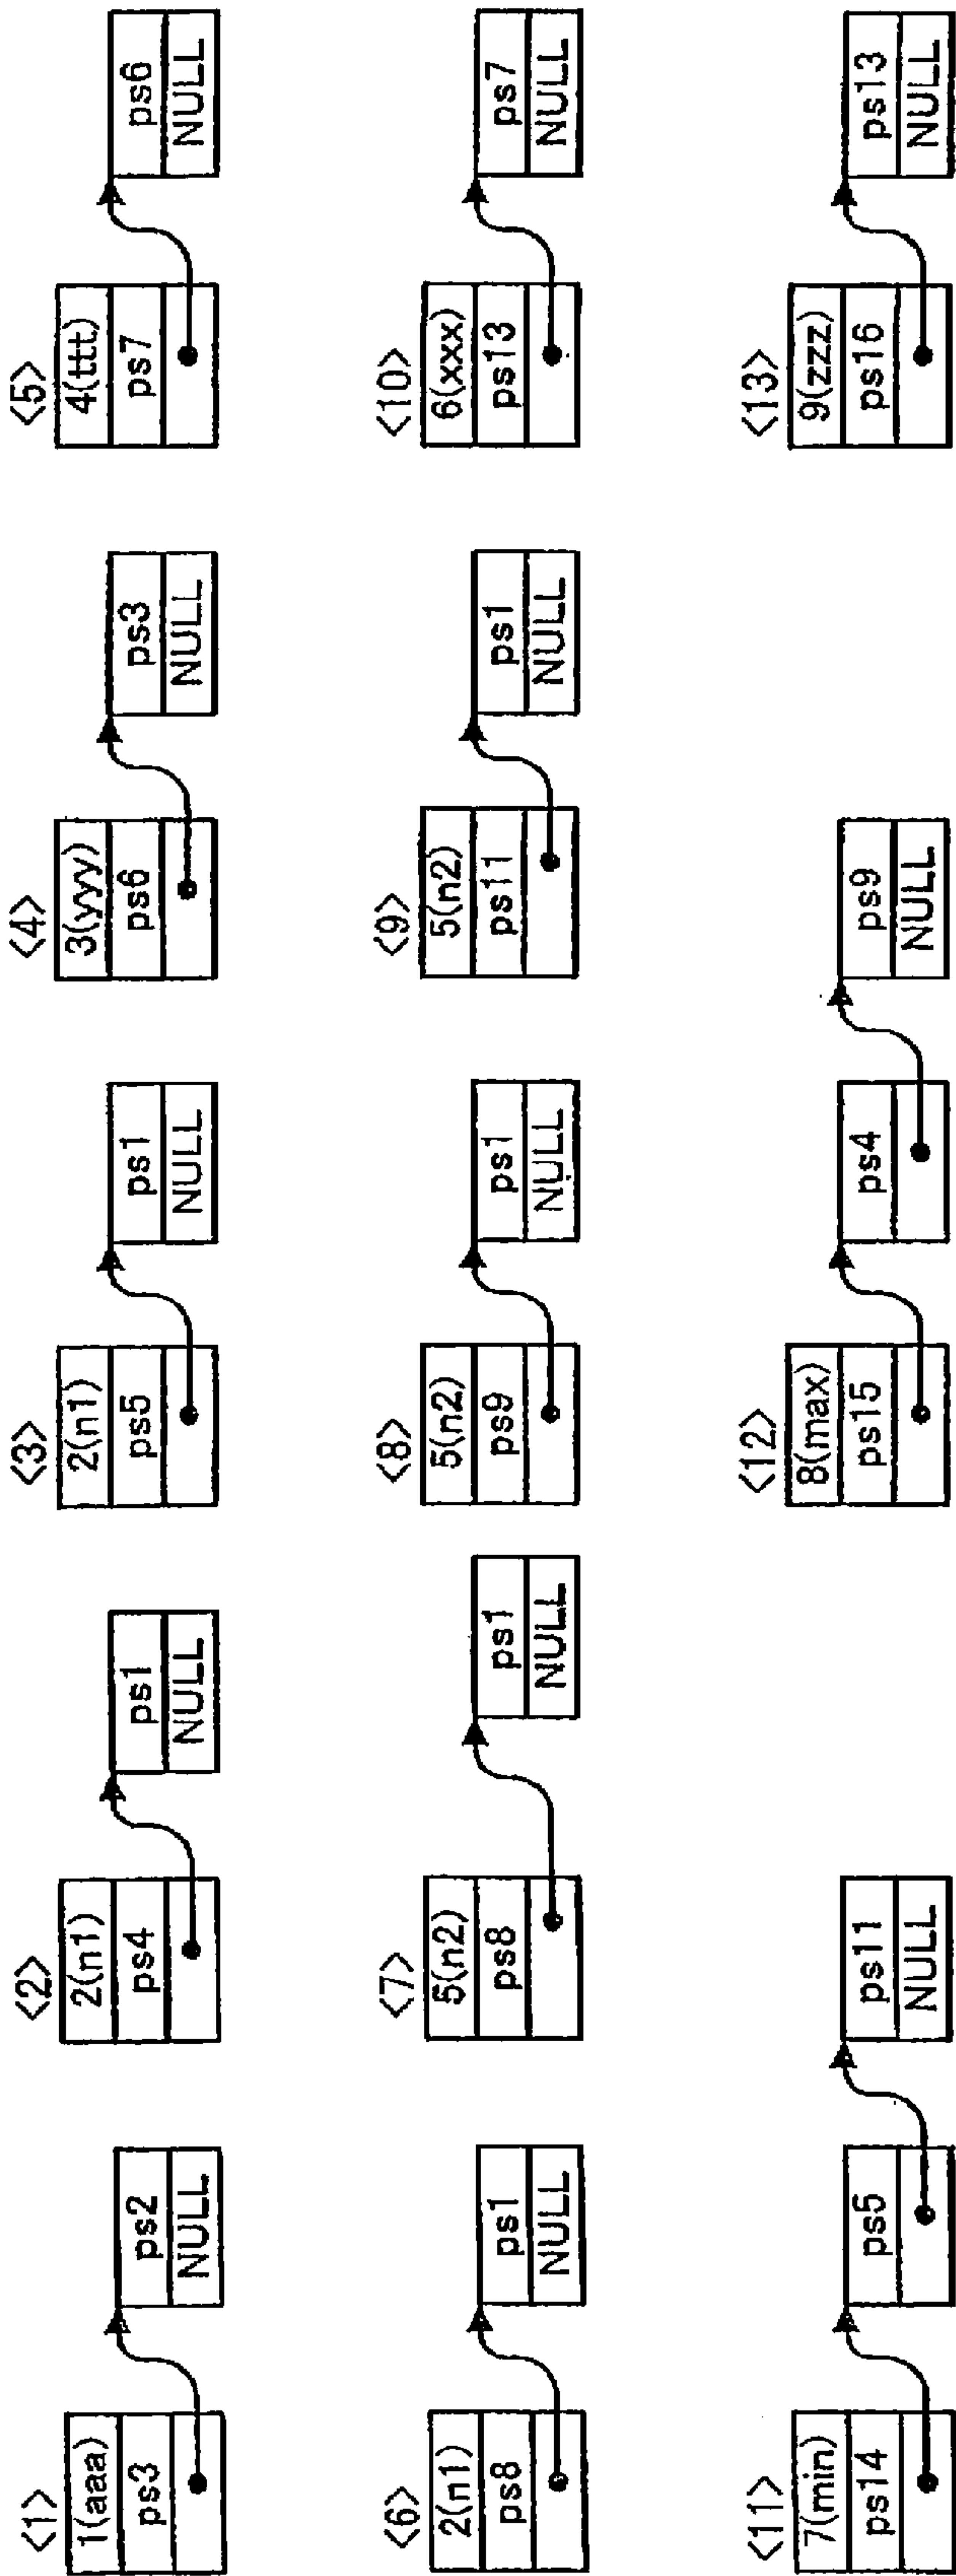 <1>
1(aaa)
ps3
ps2
NULL
<2>
2(n1)
ps4
ps1
NULL
<3>
2(n1)
ps5
ps1
NULL
<4>
3(yyy)
ps6
ps3
NULL
<5>
4(ttt)
ps7
ps6
NULL
<6>
2(n1)
ps8
ps1
NULL
<7>
5(n2)
ps8
ps1
NULL
<8>
5(n2)
ps9
ps1
NULL
<9>
5(n2)
ps11
ps1
NULL
<10>
6(xxx)
ps13
ps7
NULL
<11>
7(min)
ps14
ps5
ps11
NULL
<12>
8(max)
ps15
ps4
ps9
NULL
<13>
9(zzz)
ps16
ps13
NULL